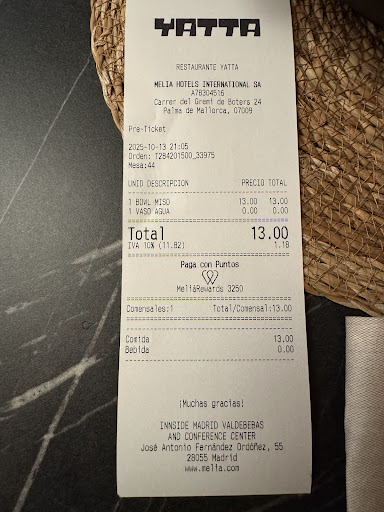 YATTA
RESTAURANTE YATTA
MELIA HOTELS INTERNATIONAL SA
A78304516
Carrer del Gremi de Boters 24
Palma de Mallorca, 07009
Pre-Ticket
2025-10-13 21:05
Orden: T284201500_33975
Mesa:44
UNID DESCRIPCION PRECIO TOTAL
1 BOWL MISO 13.00 13.00
1 VASO AGUA 0.00 0.00
Total 13.00
IVA 10% (11.82) 1.18
Paga con Puntos
MeliáRewards 3250
Comensales:1 Total/Comensal:13.00
Comida 13.00
Bebida 0.00
¡Muchas gracias!
INNSIDE MADRID VALDEBEBAS
AND CONFERENCE CENTER
José Antonio Fernández Ordóñez, 55
28055 Madrid
www.melia.com